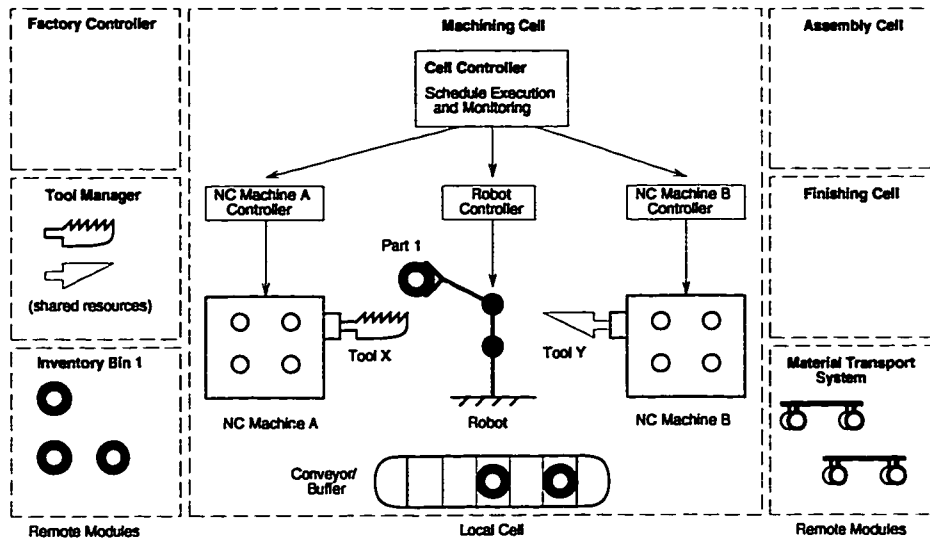 Factory Controller
Machining Cell
Assembly Cell
Cell Controller
Schedule Execution
and Monitoring
Tool Manager
(shared resources)
NC Machine A
Controller
Robot
Controller
NC Machine B
Controller
Finishing Cell
Part 1
Tool X
Tool Y
Inventory Bin 1
NC Machine A
Robot
NC Machine B
Material Transport
System
Conveyor/
Buffer
Remote Modules
Local Cell
Remote Modules